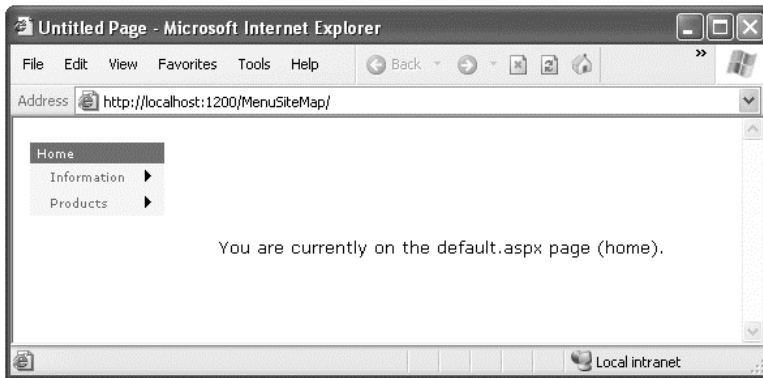 Untitled Page - Microsoft Internet Explorer
File Edit View Favorites Tools Help Back »
Address http://localhost:1200/MenuSiteMap/
Home
Information
Products
You are currently on the default.aspx page (home).
Local intranet